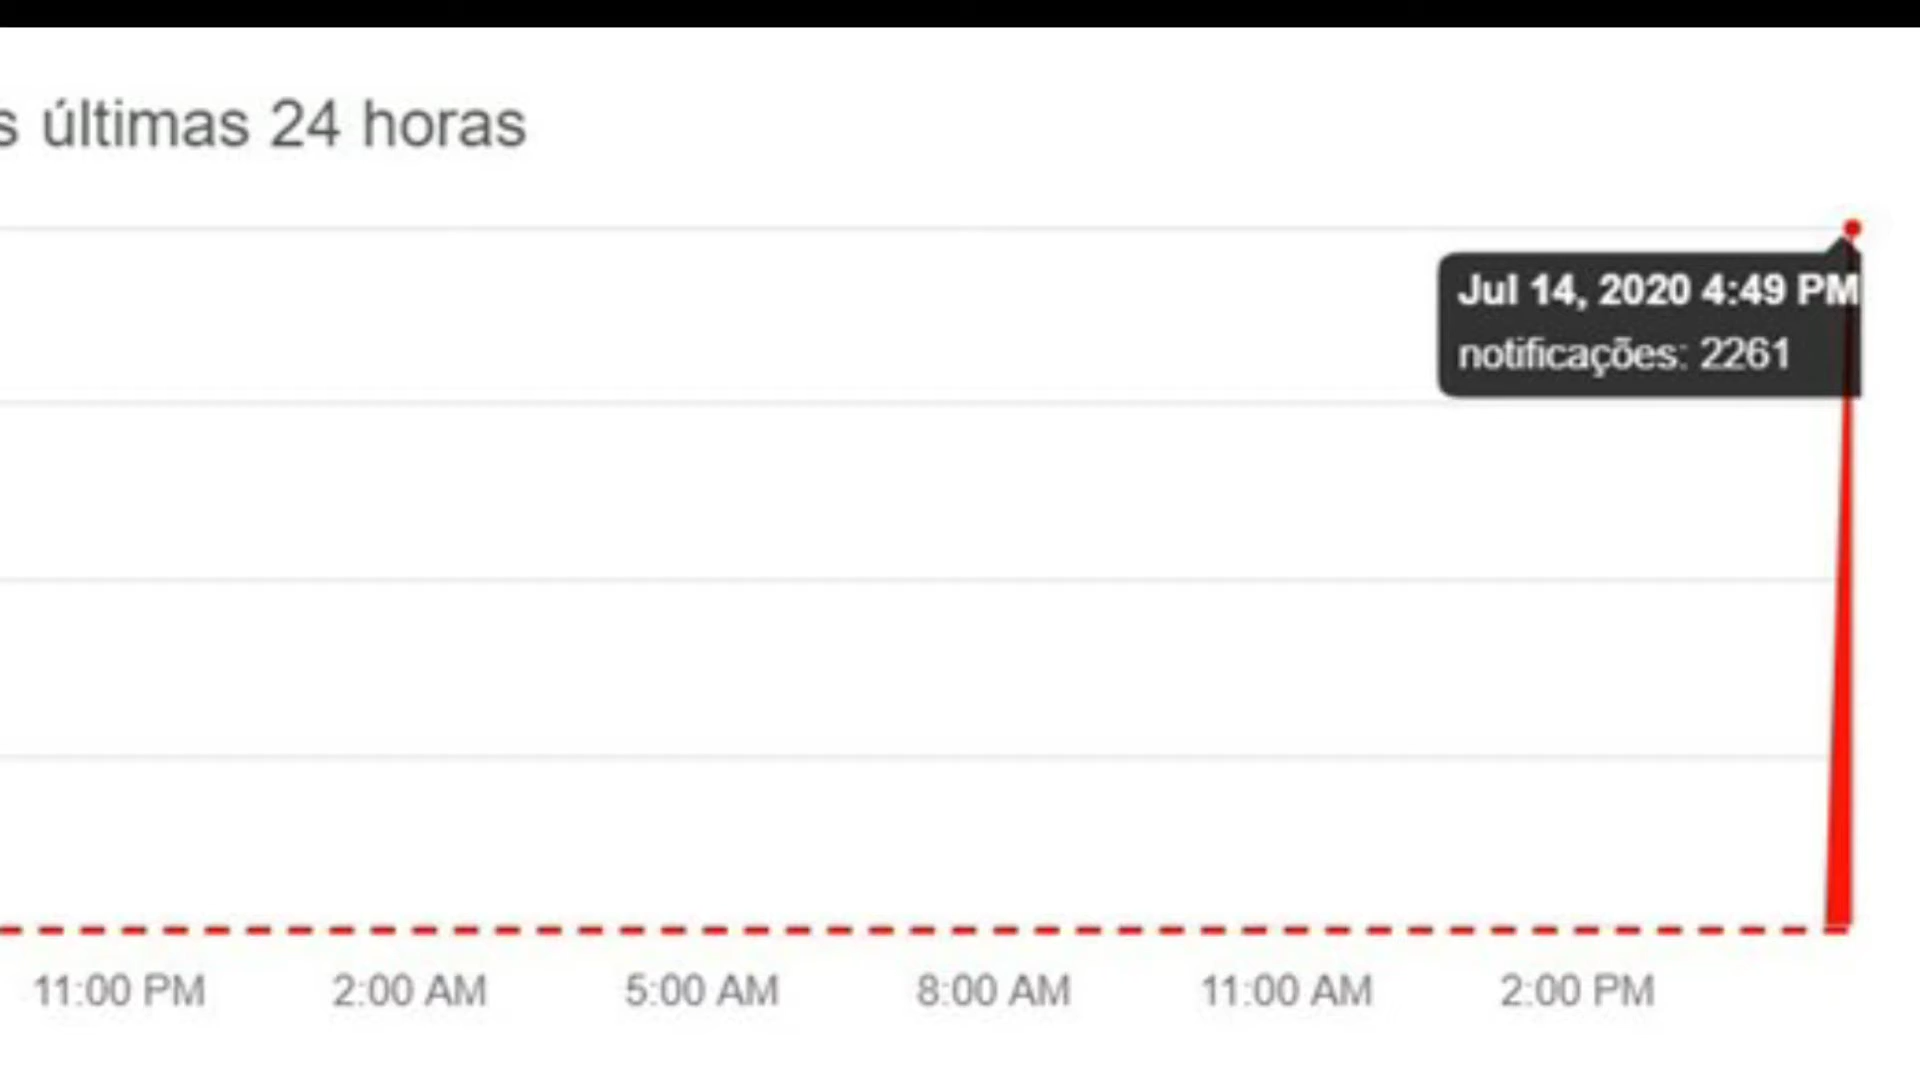 s últimas 24 horas
Jul 14, 2020 4:49 PM
notificações: 2261
11:00 PM 2:00 AM 5:00 AM 8:00 AM 11:00 AM 2:00 PM